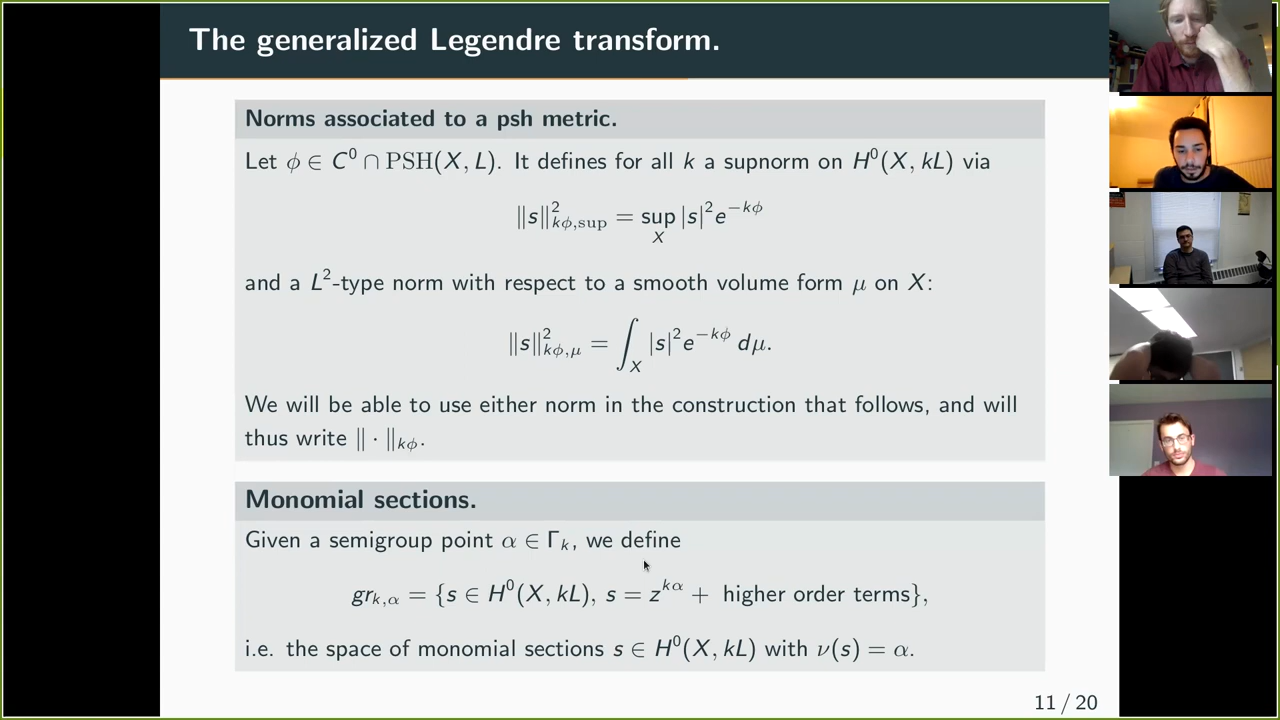 The generalized Legendre transform.
Norms associated to a psh metric.
Let ϕ ∈ C⁰ ∩ PSH(X, L). It defines for all k a supnorm on H⁰(X, kL) via
‖s‖²_{kϕ,sup} = sup_X |s|²e^{−kϕ}
and a L²-type norm with respect to a smooth volume form μ on X:
‖s‖²_{kϕ,μ} = ∫_X |s|²e^{−kϕ} dμ.
We will be able to use either norm in the construction that follows, and will
thus write ‖ · ‖_{kϕ}.
Monomial sections.
Given a semigroup point α ∈ Γ_k, we define
gr_{k,α} = {s ∈ H⁰(X, kL), s = z^{kα} + higher order terms},
i.e. the space of monomial sections s ∈ H⁰(X, kL) with ν(s) = α.
11 / 20